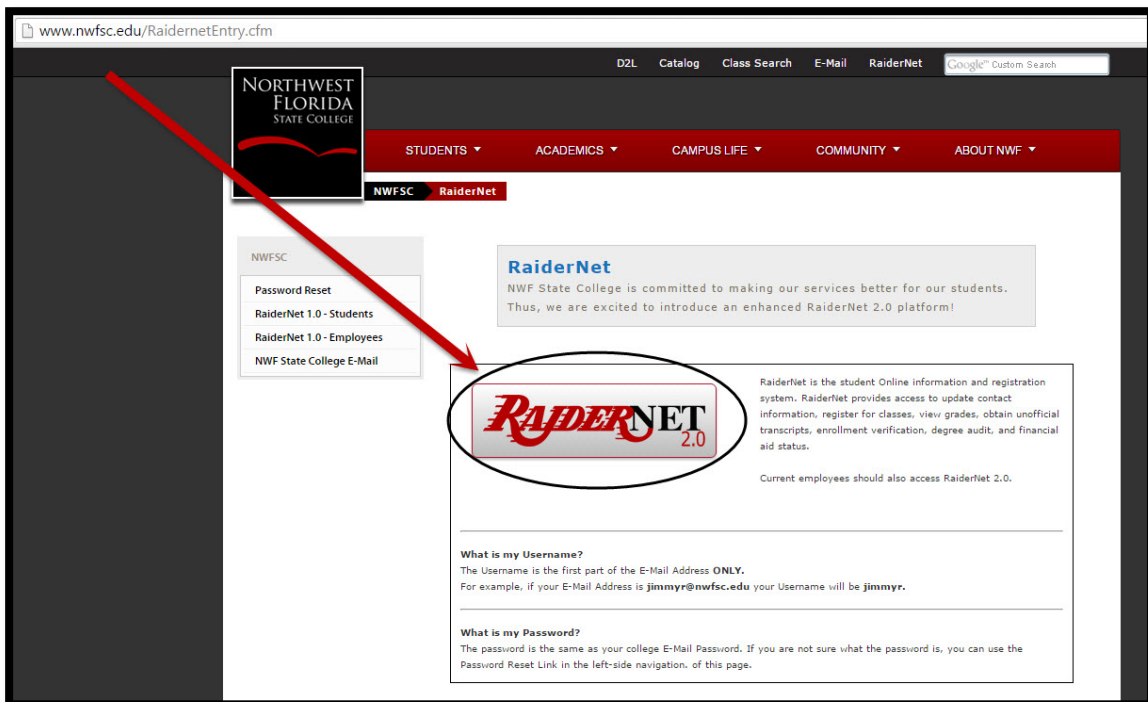 www.nwfsc.edu/RaidernetEntry.cfm
D2L Catalog Class Search E-Mail RaiderNet Google™ Custom Search
NORTHWEST
FLORIDA
STATE COLLEGE
STUDENTS ACADEMICS CAMPUS LIFE COMMUNITY ABOUT NWF
NWFSC RaiderNet
NWFSC
Password Reset
RaiderNet 1.0 - Students
RaiderNet 1.0 - Employees
NWF State College E-Mail
RaiderNet
NWF State College is committed to making our services better for our students.
Thus, we are excited to introduce an enhanced RaiderNet 2.0 platform!
RAIDERNET
2.0
RaiderNet is the student Online information and registration
system. RaiderNet provides access to update contact
information, register for classes, view grades, obtain unofficial
transcripts, enrollment verification, degree audit, and financial
aid status.
Current employees should also access RaiderNet 2.0.
What is my Username?
The Username is the first part of the E-Mail Address ONLY.
For example, if your E-Mail Address is jimmyr@nwfsc.edu your Username will be jimmyr.
What is my Password?
The password is the same as your college E-Mail Password. If you are not sure what the password is, you can use the
Password Reset Link in the left-side navigation. of this page.